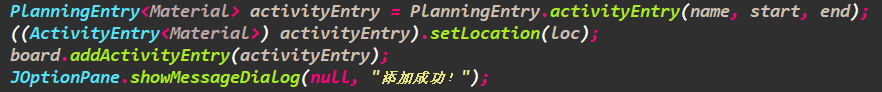 PlanningEntry<Material> activityEntry = PlanningEntry.activityEntry(name, start, end);
((ActivityEntry<Material>) activityEntry).setLocation(loc);
board.addActivityEntry(activityEntry);
JOptionPane.showMessageDialog(null, "添加成功！");